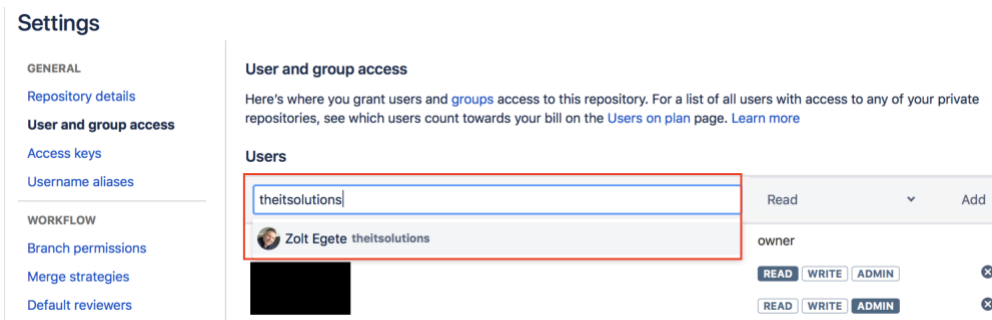 Settings
GENERAL
Repository details
User and group access
Access keys
Username aliases
WORKFLOW
Branch permissions
Merge strategies
Default reviewers
User and group access
Here's where you grant users and groups access to this repository. For a list of all users with access to any of your private
repositories, see which users count towards your bill on the Users on plan page. Learn more
Users
theitsolutions Read Add
Zolt Egete theitsolutions
owner
READ WRITE ADMIN
READ WRITE ADMIN